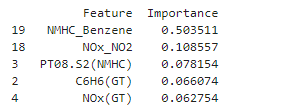 Feature Importance
19 NMHC_Benzene 0.503511
18 NOx_NO2 0.108557
3 PT08.S2(NMHC) 0.078154
2 C6H6(GT) 0.066074
4 NOx(GT) 0.062754